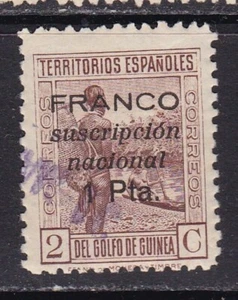 TERRITORIOS ESPAÑOLES
FRANCO
suscripción
nacional
1 Pta.
CORREOS
CORREOS
2 DEL GOLFO DE GUINEA C